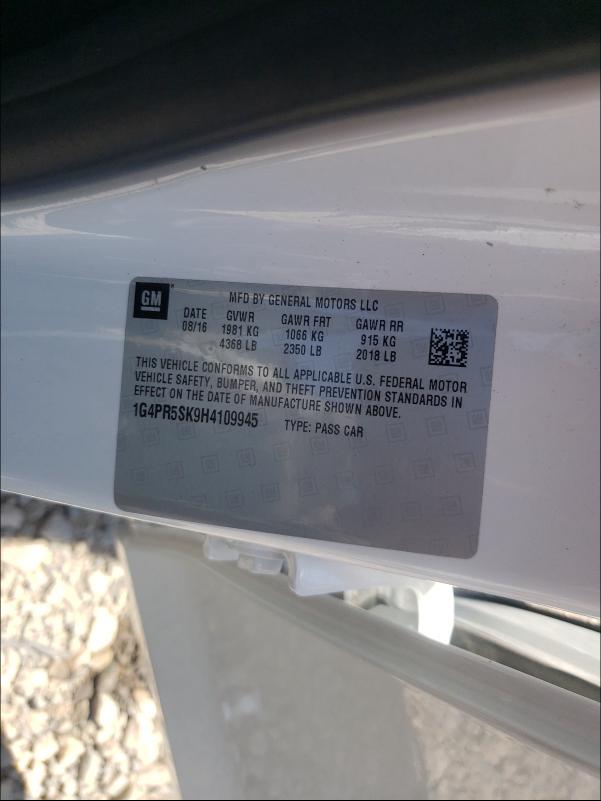 GM
MFD BY GENERAL MOTORS LLC
DATE GVWR GAWR FRT GAWR RR
08/16 1981 KG 1066 KG 915 KG
4368 LB 2350 LB 2018 LB
THIS VEHICLE CONFORMS TO ALL APPLICABLE U.S. FEDERAL MOTOR
VEHICLE SAFETY, BUMPER, AND THEFT PREVENTION STANDARDS IN
EFFECT ON THE DATE OF MANUFACTURE SHOWN ABOVE.
1G4PR5SK9H4109945 TYPE: PASS CAR